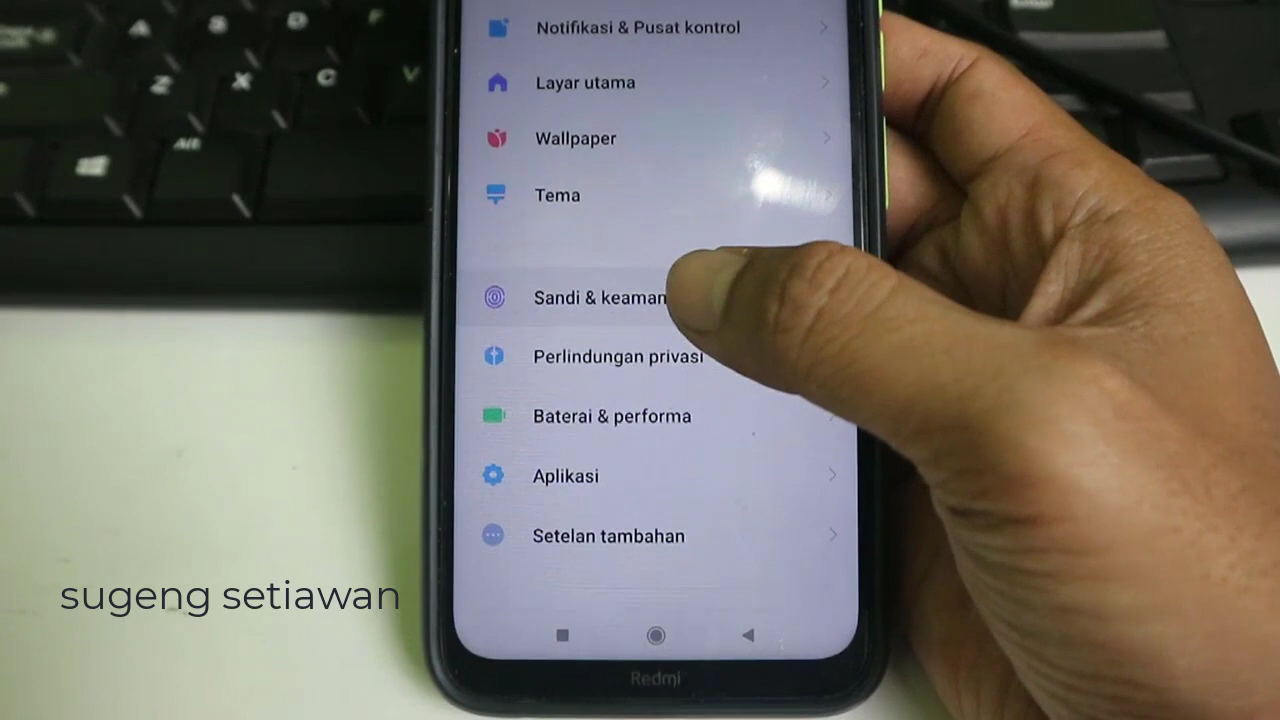 A S D F
Z X C V
Alt
Notifikasi & Pusat kontrol
Layar utama
Wallpaper
Tema
Sandi & keaman
Perlindungan privasi
Baterai & performa
Aplikasi
Setelan tambahan
sugeng setiawan
Redmi